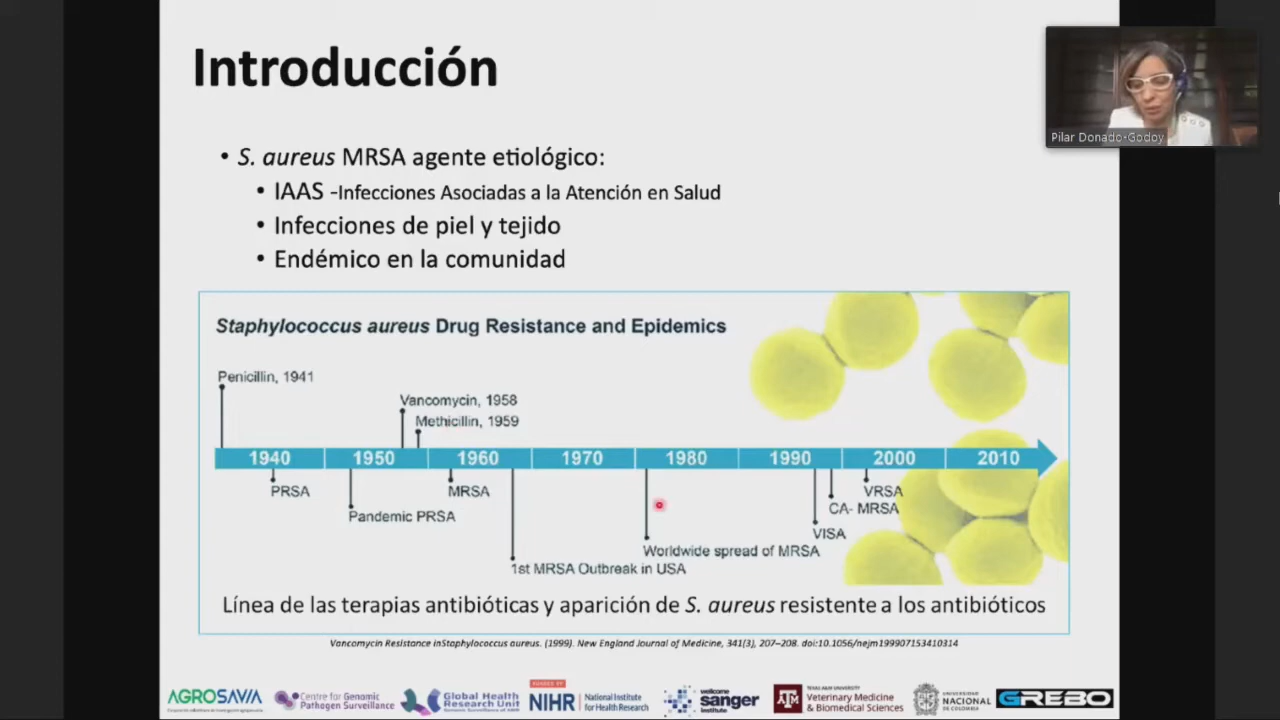 Introducción
Pilar Donado-Godoy
• S. aureus MRSA agente etiológico:
• IAAS -Infecciones Asociadas a la Atención en Salud
• Infecciones de piel y tejido
• Endémico en la comunidad
Staphylococcus aureus Drug Resistance and Epidemics
Penicillin, 1941
Vancomycin, 1958
Methicillin, 1959
1940 1950 1960 1970 1980 1990 2000 2010
PRSA
MRSA
VRSA
Pandemic PRSA
CA- MRSA
VISA
Worldwide spread of MRSA
1st MRSA Outbreak in USA
Línea de las terapias antibióticas y aparición de S. aureus resistente a los antibióticos
Vancomycin Resistance inStaphylococcus aureus. (1999). New England Journal of Medicine, 341(3), 207–208. doi:10.1056/nejm199907153410314
AGROSAVIA
Centre for Genomic
Pathogen Surveillance
Global Health
Research Unit
FUNDED BY
NIHR National Institute
for Health Research
wellcome
sanger
institute
TEXAS A&M UNIVERSITY
Veterinary Medicine
& Biomedical Sciences
UNIVERSIDAD
NACIONAL
DE COLOMBIA
GREBO